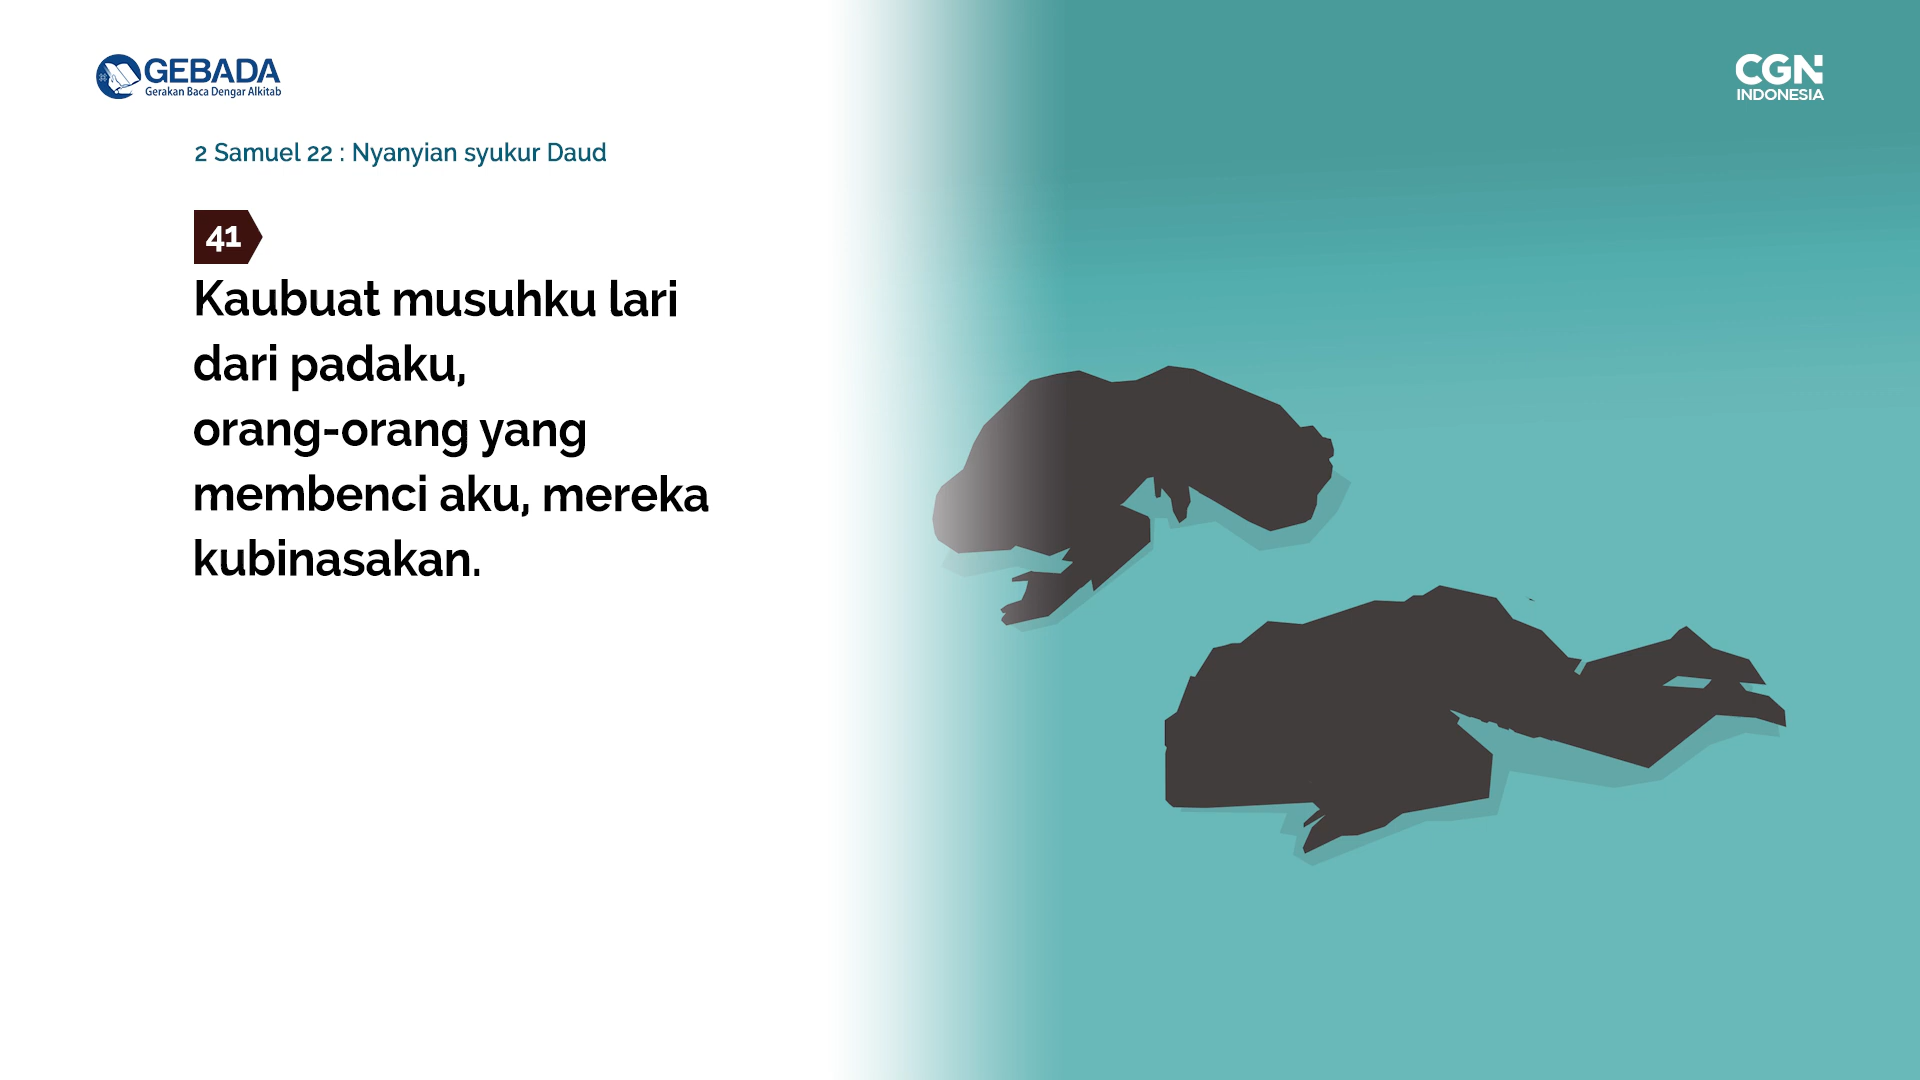 GEBADA
Gerakan Baca Dengar Alkitab
CGN
INDONESIA
2 Samuel 22 : Nyanyian syukur Daud
41
Kaubuat musuhku lari
dari padaku,
orang-orang yang
membenci aku, mereka
kubinasakan.